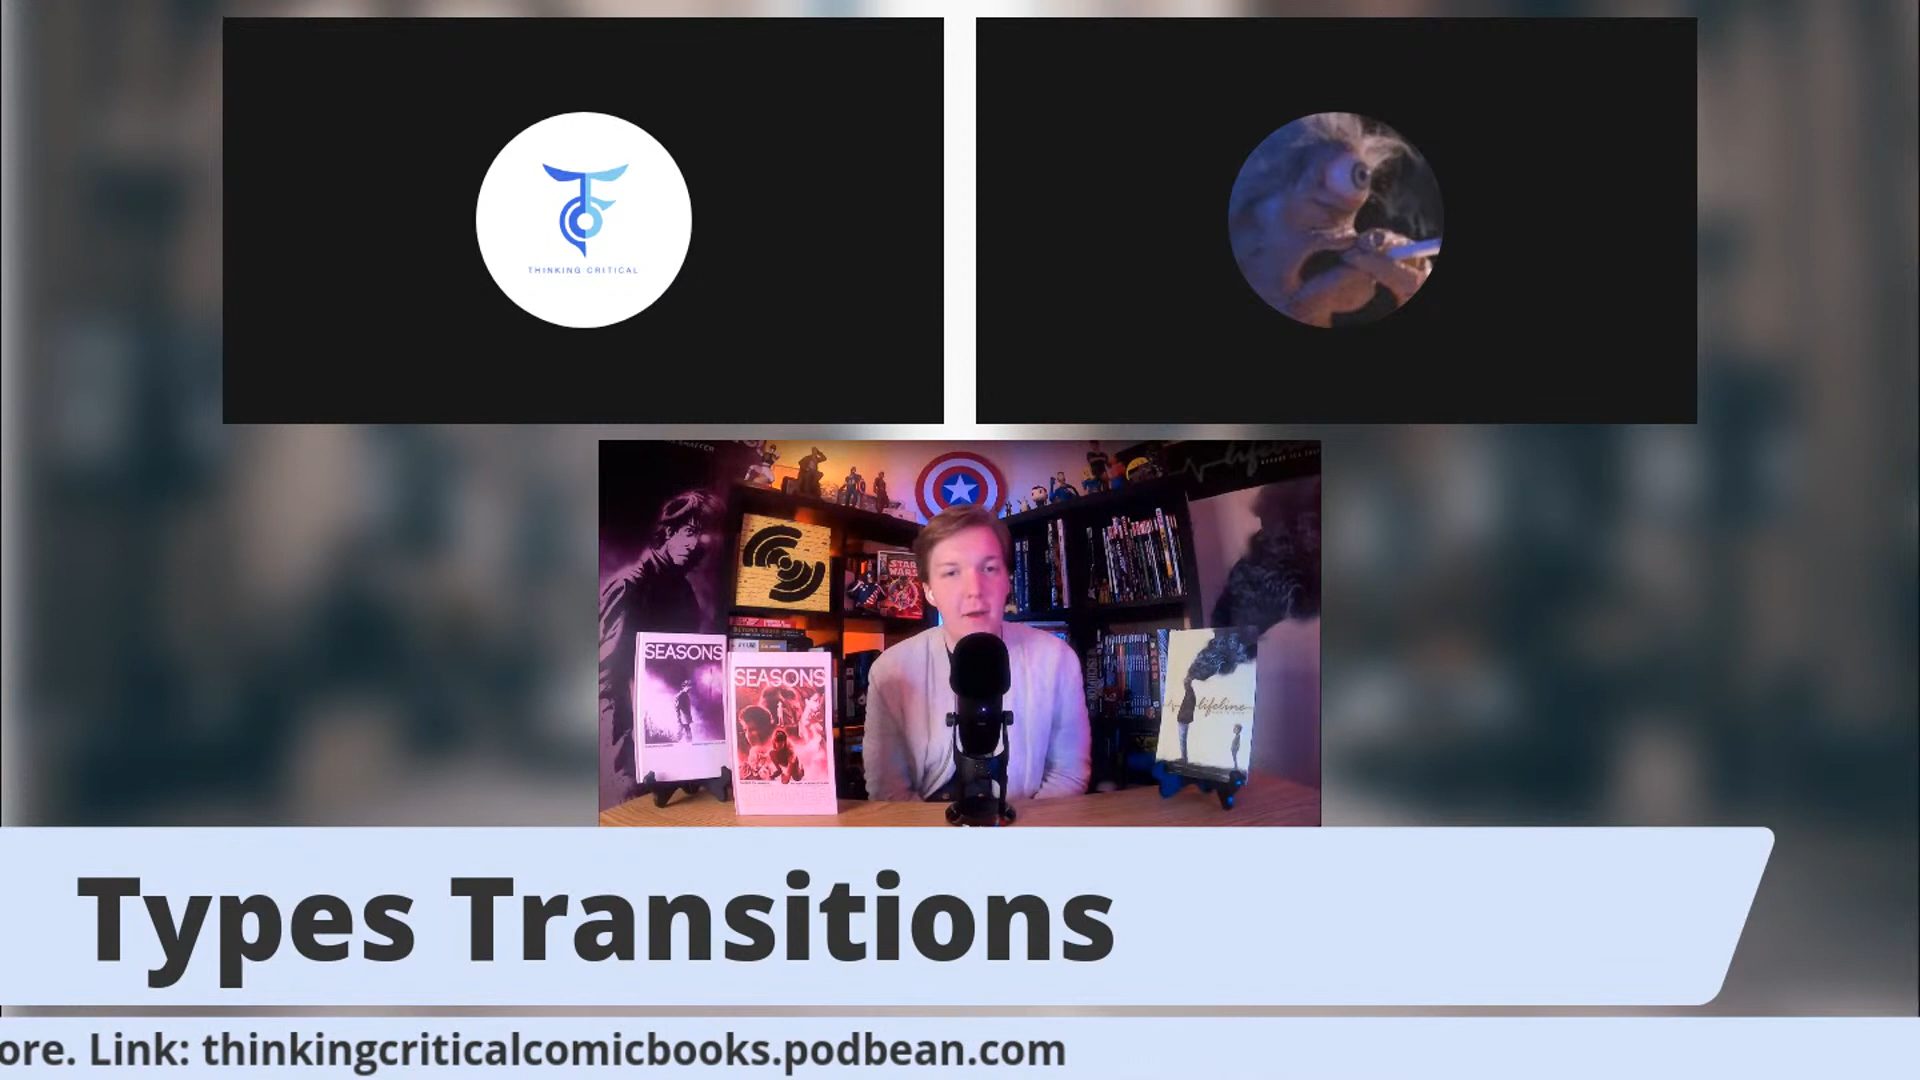 THINKING CRITICAL
STAR
WARS
SEASONS
SEASONS
lifeline
Types Transitions
ore. Link: thinkingcriticalcomicbooks.podbean.com